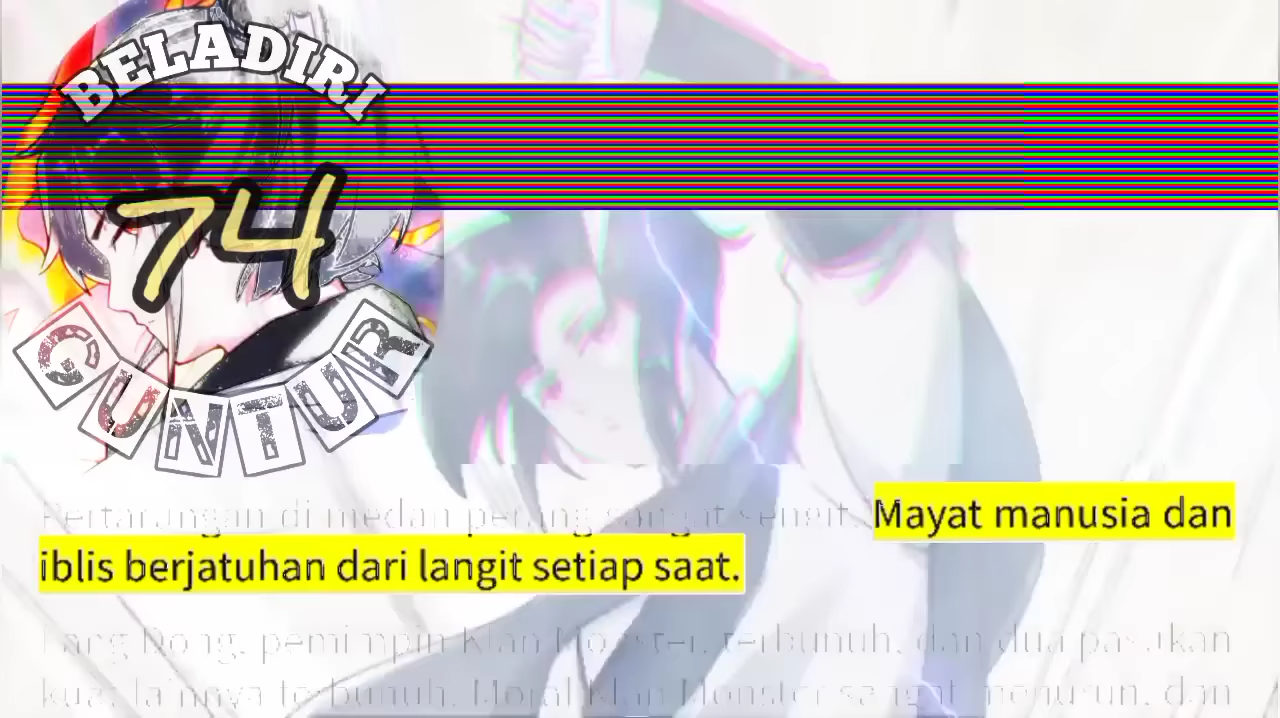 BELADIRI
74
GUNTUR
Pertarungan di medan perang sangat sengit. Mayat manusia dan
iblis berjatuhan dari langit setiap saat.
Dong, pemimpin Klan Monster, terbunuh, dan dua pasukan
kuat lainnya terbunuh. Moral Klan Monster sangat menurun, dan